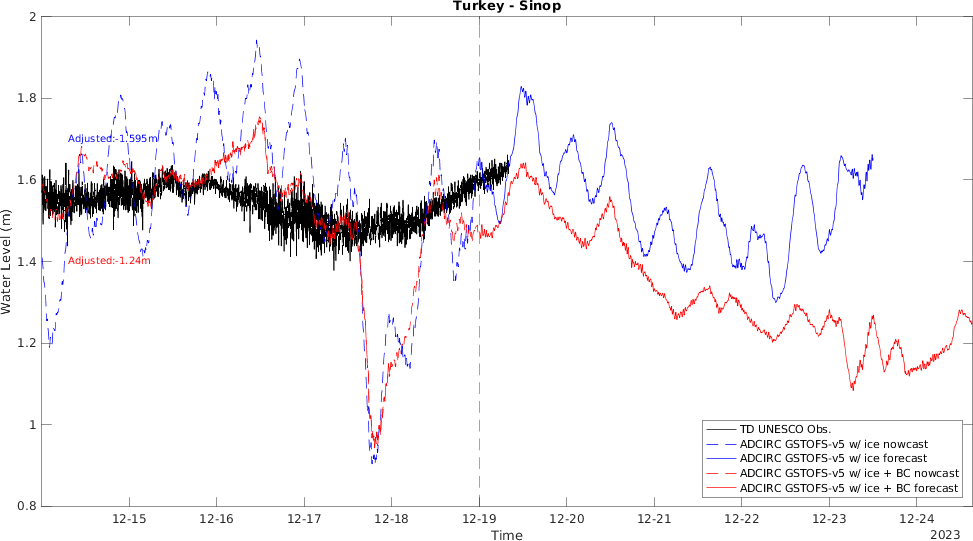 Turkey - Sinop
2
1.8
1.6
1.4
1.2
1
0.8
Water Level (m)
Adjusted:-1.595m
Adjusted:-1.24m
TD UNESCO Obs.
ADCIRC GSTOFS-v5 w/ ice nowcast
ADCIRC GSTOFS-v5 w/ ice forecast
ADCIRC GSTOFS-v5 w/ ice + BC nowcast
ADCIRC GSTOFS-v5 w/ ice + BC forecast
12-15 12-16 12-17 12-18 12-19 12-20 12-21 12-22 12-23 12-24
Time
2023